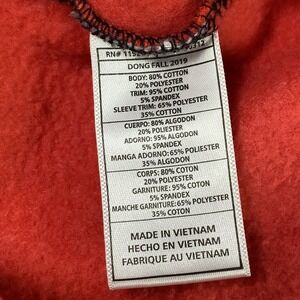 RN#
DONG FALL 2019
BODY: 80% COTTON
20% POLYESTER
TRIM: 95% COTTON
5% SPANDEX
SLEEVE TRIM: 65% POLYESTER
35% COTTON
CUERPO: 80% ALGODON
20% POLIESTER
ADORNO: 95% ALGODON
5% SPANDEX
MANGA ADORNO: 65% POLIESTER
35% ALGODON
CORPS: 80% COTON
20% POLYESTER
GARNITURE: 95% COTON
5% SPANDEX
MANCHE GARNITURE: 65% POLYESTER
35% COTON
MADE IN VIETNAM
HECHO EN VIETNAM
FABRIQUE AU VIETNAM